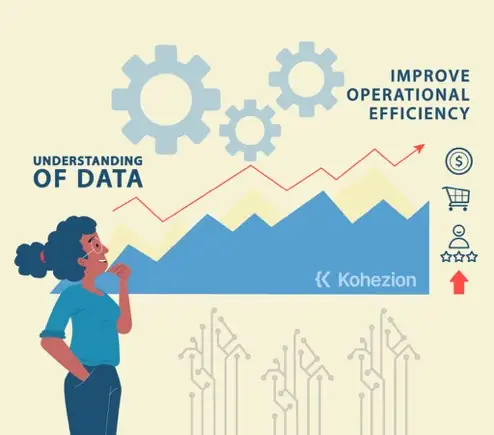 IMPROVE
OPERATIONAL
EFFICIENCY
UNDERSTANDING
OF DATA
$
Kohezion